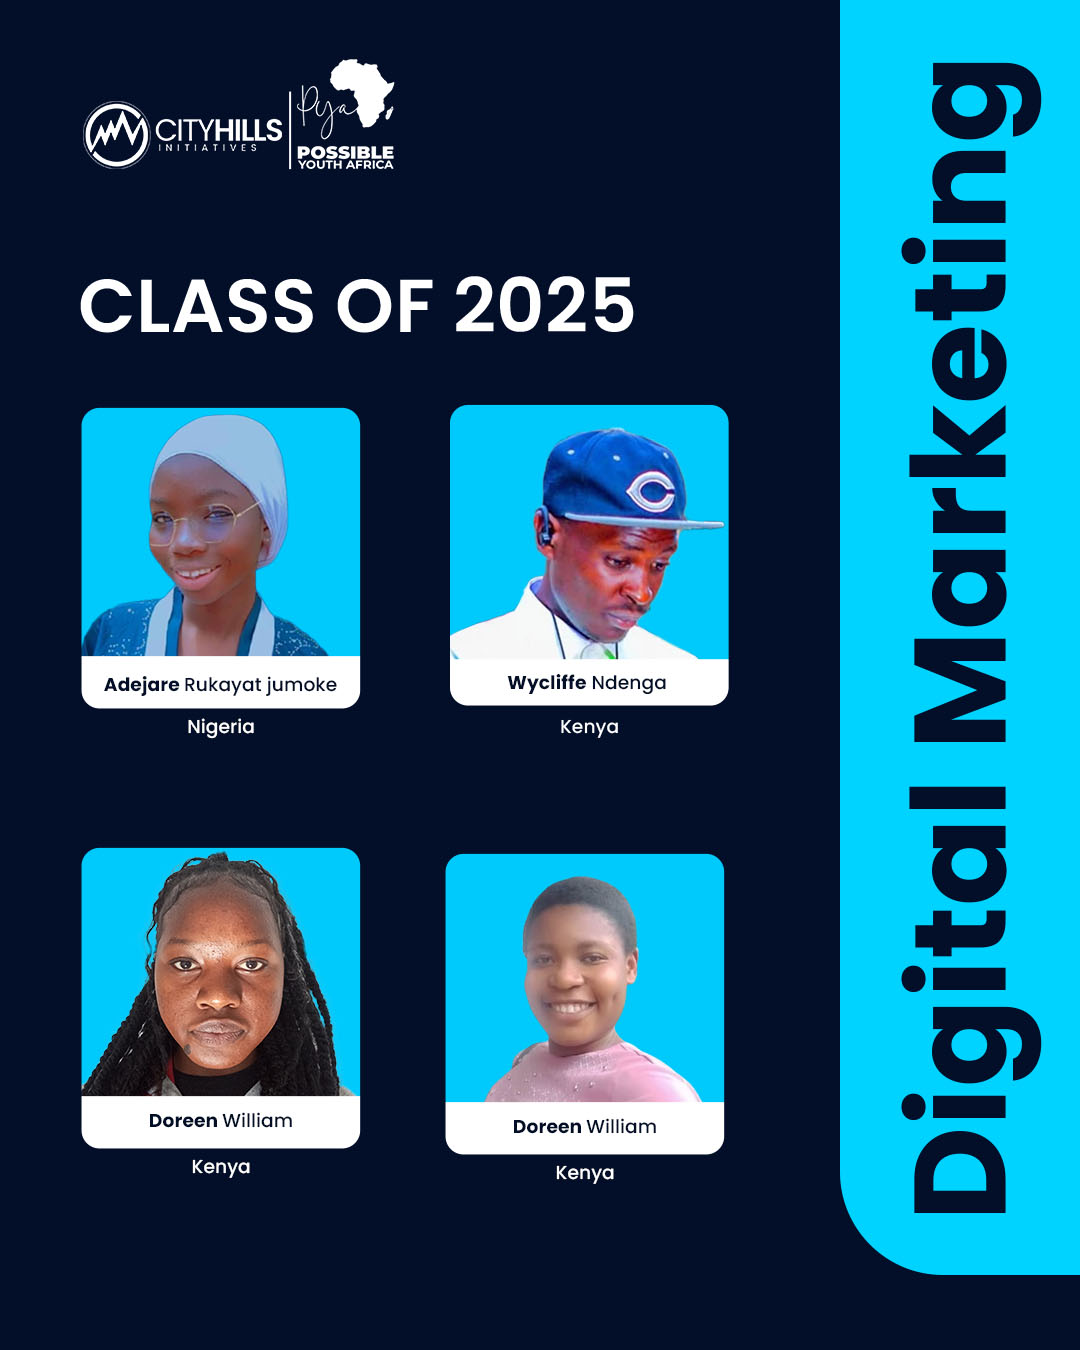 CITYHILLS
INITIATIVES
Pya
POSSIBLE
YOUTH AFRICA
CLASS OF 2025
Adejare Rukayat jumoke
Nigeria
Wycliffe Ndenga
Kenya
Doreen William
Kenya
Doreen William
Kenya
Digital Marketing